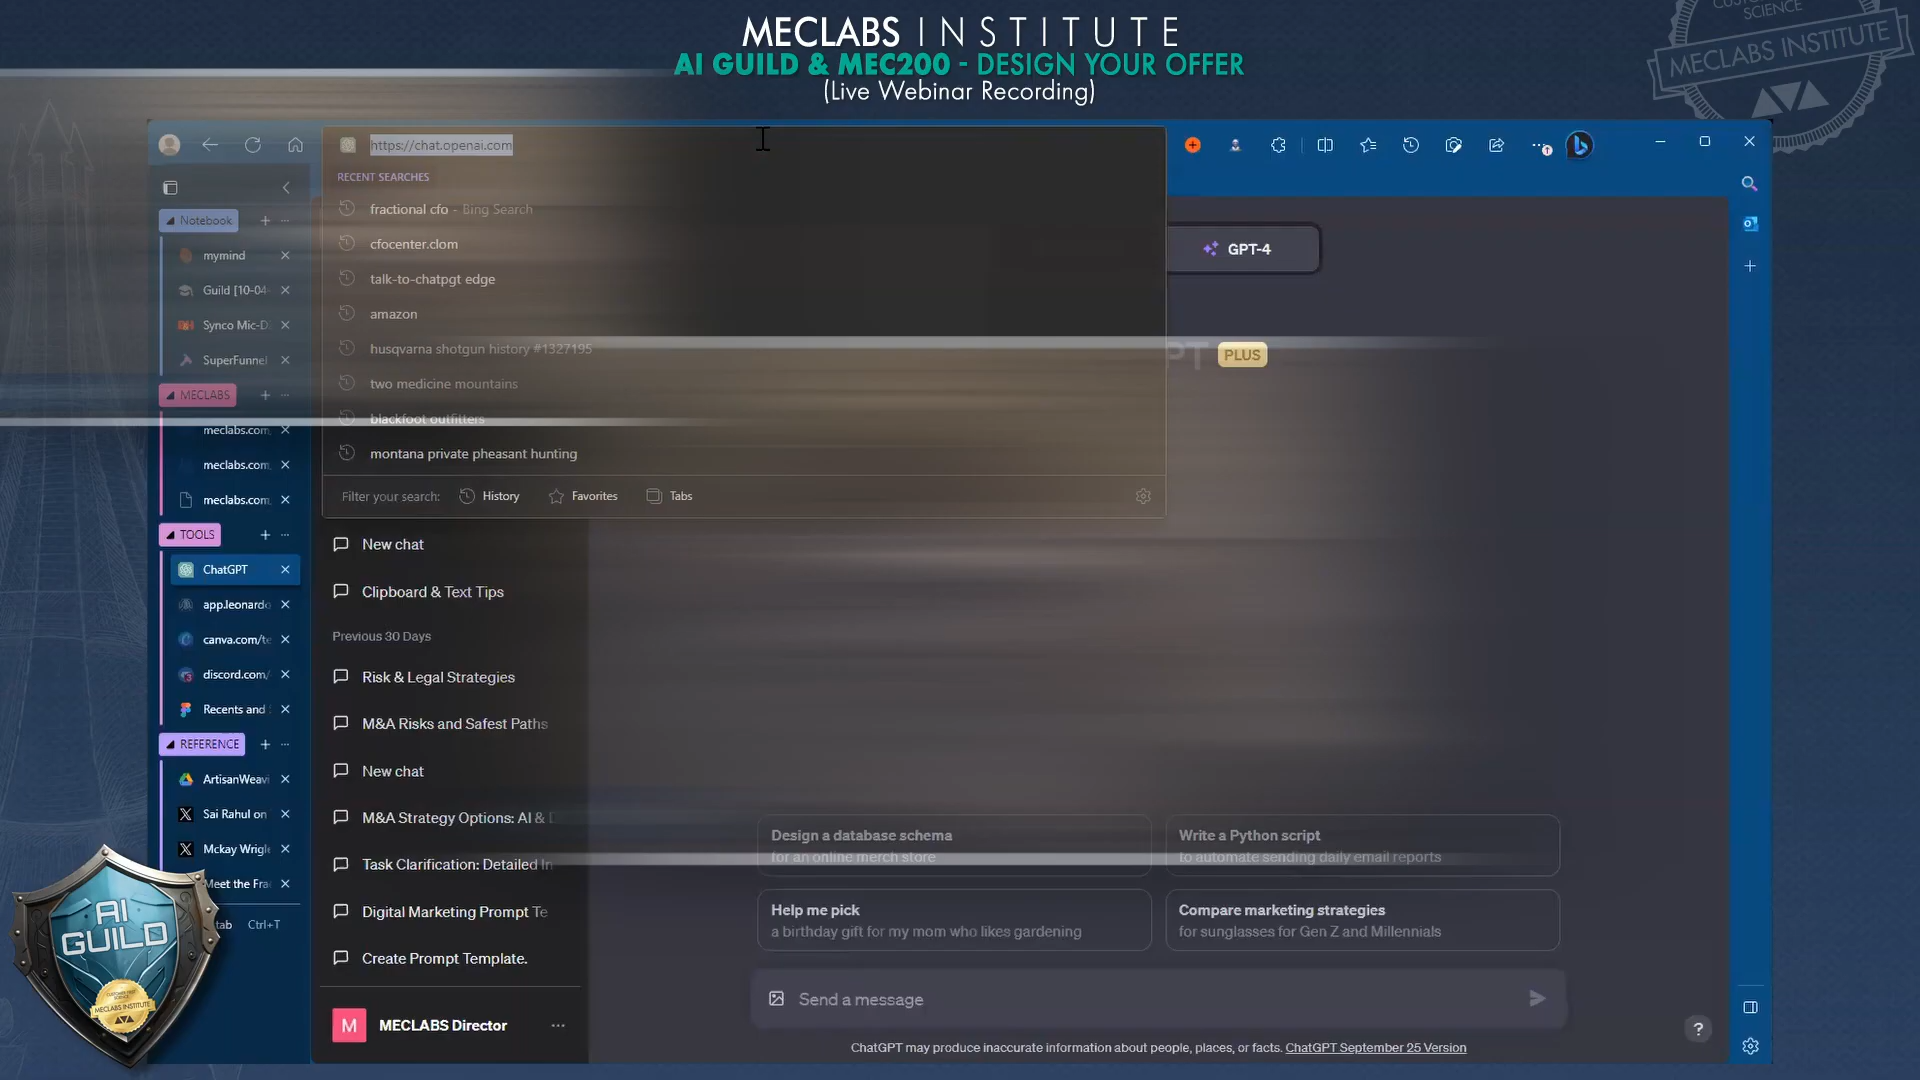 MECLABS INSTITUTE
AI GUILD & MEC200 - DESIGN YOUR OFFER
(Live Webinar Recording)
SCIENCE
MECLABS INSTITUTE
https://chat.openai.com
RECENT SEARCHES
fractional cfo - Bing Search
cfocenter.clom
talk-to-chatpgt edge
amazon
husqvarna shotgun history #1327195
two medicine mountains
blackfoot outfitters
montana private pheasant hunting
Filter your search:
History
Favorites
Tabs
Notebook
mymind
Guild [10-04
Synco Mic-D
SuperFunnel
MECLABS
meclabs.com
meclabs.com
meclabs.com
TOOLS
ChatGPT
app.leonardo
canva.com/te
discord.com/
Recents and
REFERENCE
ArtisanWeavi
Sai Rahul on
Mckay Wrigl
Meet the Fra
tab Ctrl+T
New chat
Clipboard & Text Tips
Previous 30 Days
Risk & Legal Strategies
M&A Risks and Safest Paths
New chat
M&A Strategy Options: AI &
Task Clarification: Detailed In
Digital Marketing Prompt Te
Create Prompt Template.
M
MECLABS Director
GPT-4
PT PLUS
Design a database schema
for an online merch store
Write a Python script
to automate sending daily email reports
Help me pick
a birthday gift for my mom who likes gardening
Compare marketing strategies
for sunglasses for Gen Z and Millennials
Send a message
ChatGPT may produce inaccurate information about people, places, or facts. ChatGPT September 25 Version
?
AI
GUILD
MECLABS INSTITUTE